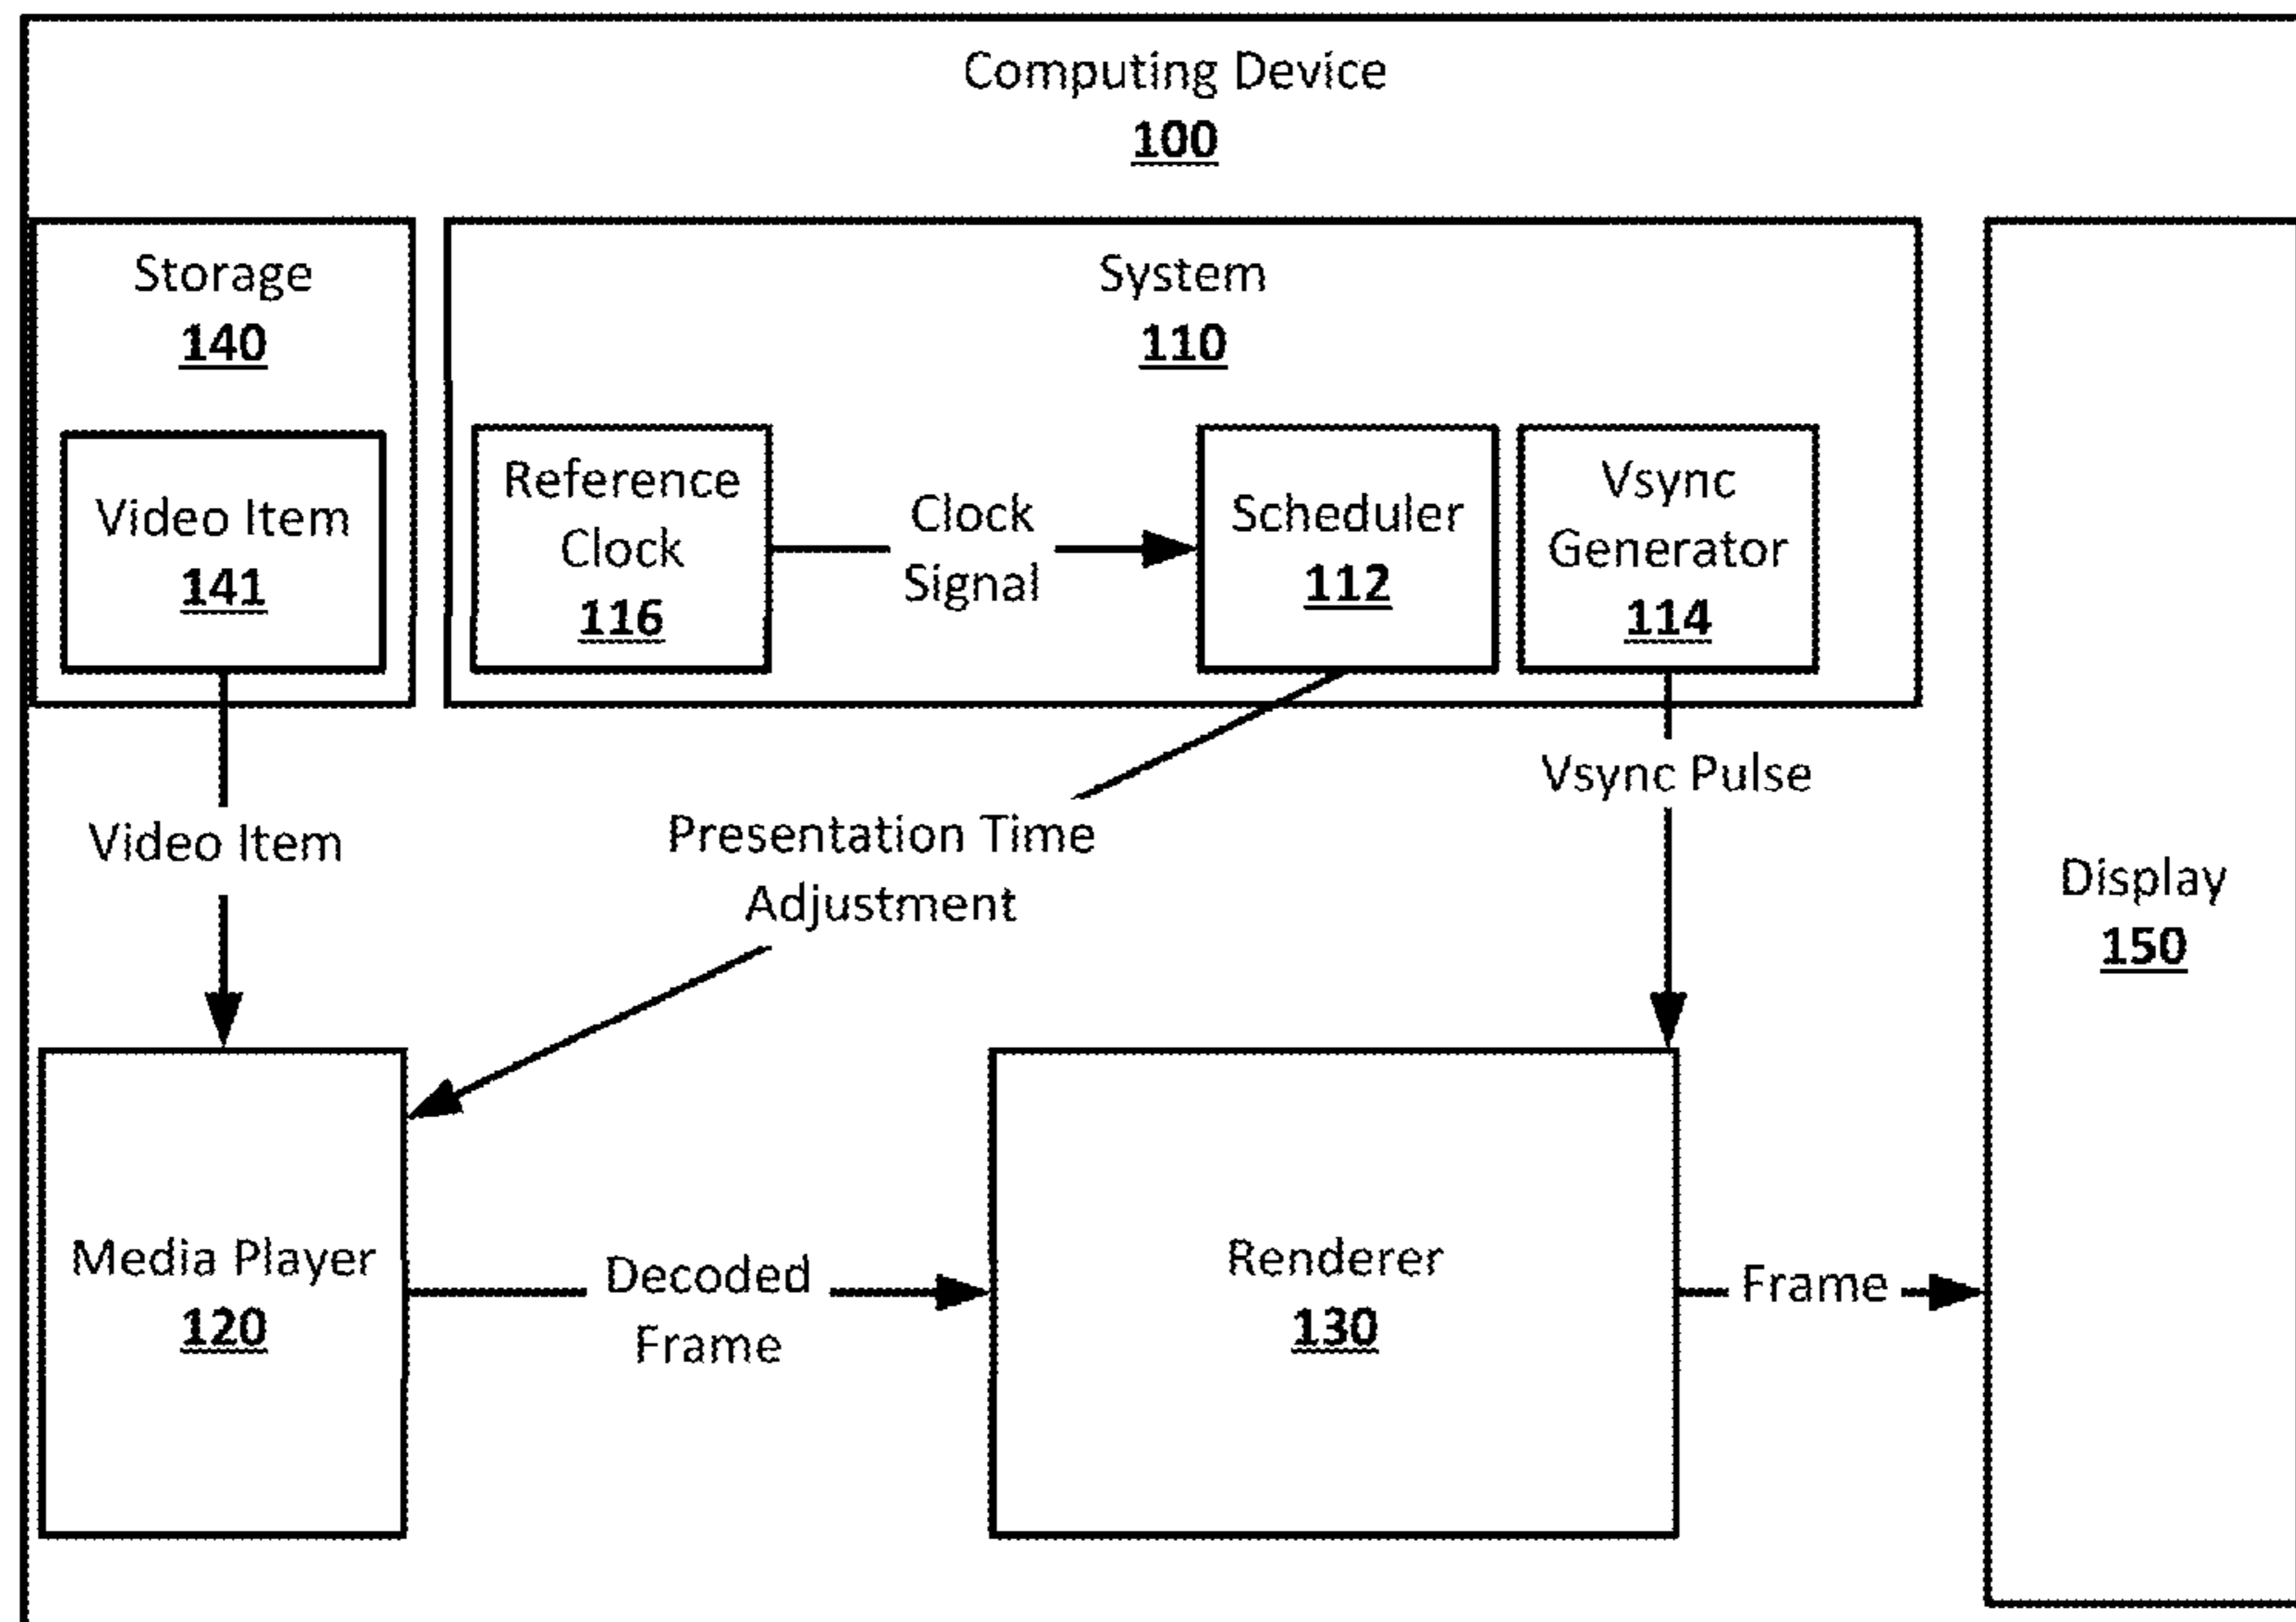 Computing Device
100
Storage
140
Video Item
141
System
110
Reference
Clock
116
Clock
Signal
Scheduler
112
Vsync
Generator
114
Video Item
Presentation Time
Adjustment
Vsync Pulse
Display
150
Media Player
120
Decoded
Frame
Renderer
130
Frame